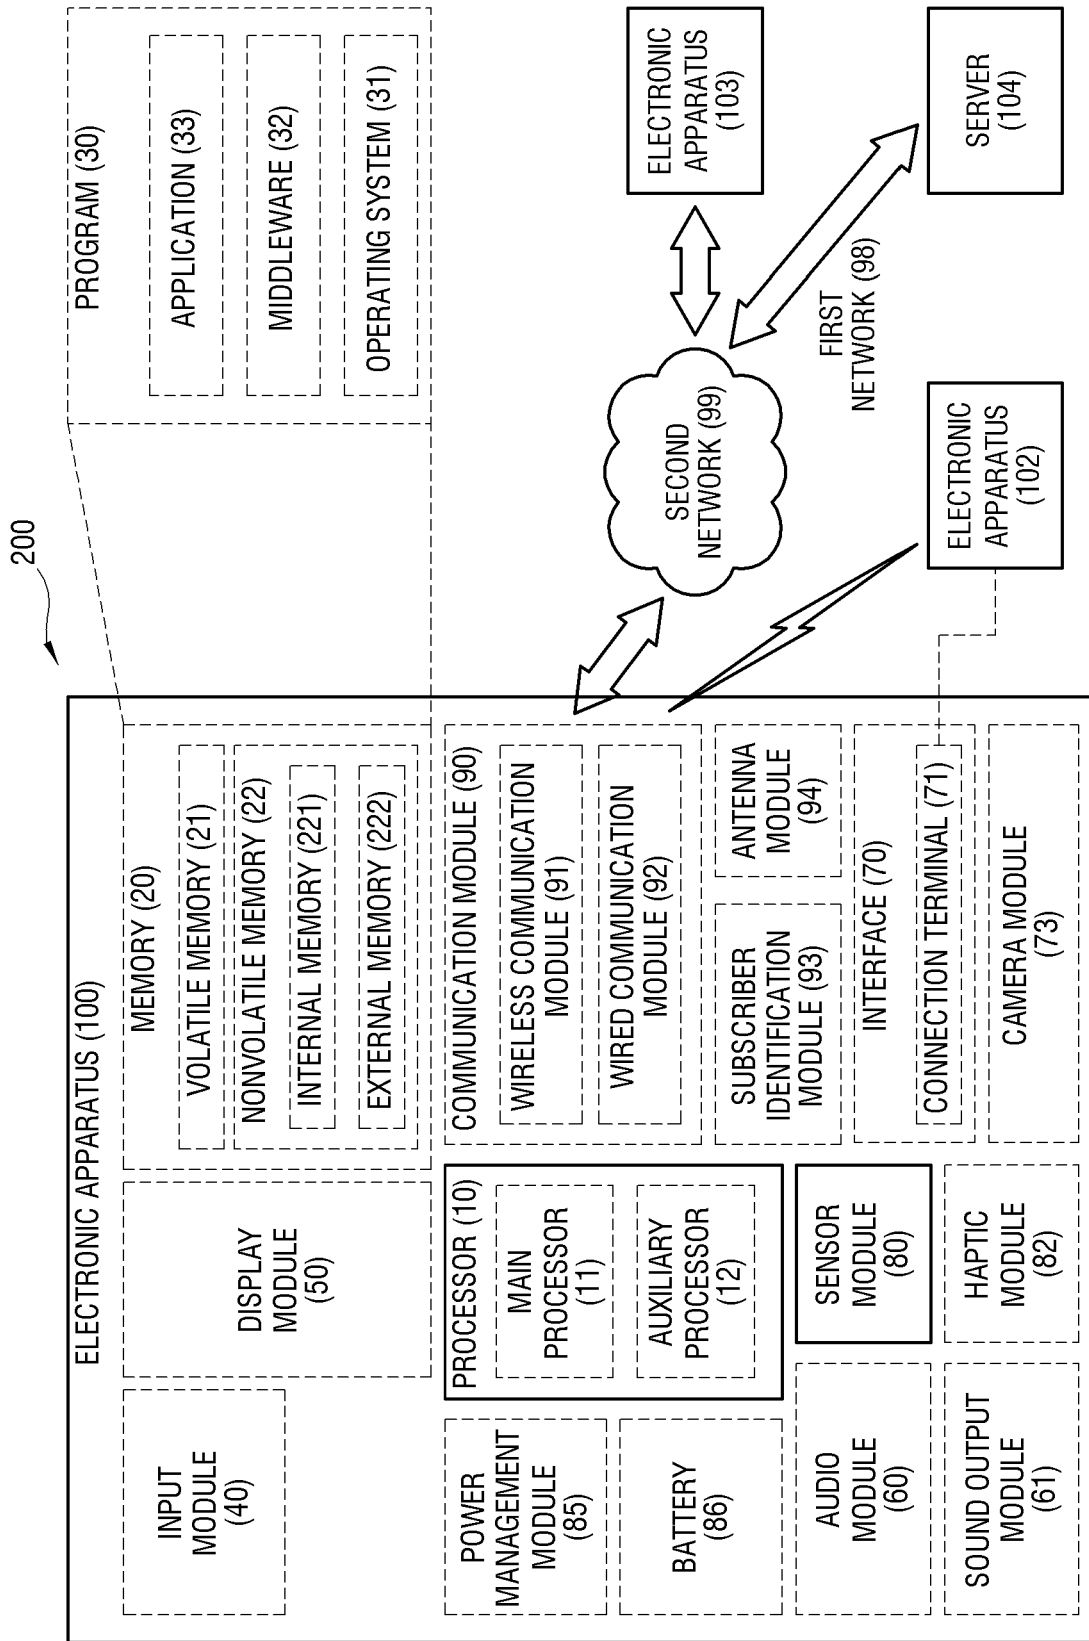 200
ELECTRONIC APPARATUS (100)
INPUT
MODULE
(40)
DISPLAY
MODULE
(50)
MEMORY (20)
VOLATILE MEMORY (21)
NONVOLATILE MEMORY (22)
INTERNAL MEMORY (221)
EXTERNAL MEMORY (222)
PROGRAM (30)
APPLICATION (33)
MIDDLEWARE (32)
OPERATING SYSTEM (31)
POWER
MANAGEMENT
MODULE
(85)
BATTERY
(86)
PROCESSOR (10)
MAIN
PROCESSOR
(11)
AUXILIARY
PROCESSOR
(12)
COMMUNICATION MODULE (90)
WIRELESS COMMUNICATION
MODULE (91)
WIRED COMMUNICATION
MODULE (92)
SUBSCRIBER
IDENTIFICATION
MODULE (93)
ANTENNA
MODULE
(94)
AUDIO
MODULE
(60)
SENSOR
MODULE
(80)
INTERFACE (70)
CONNECTION TERMINAL (71)
SOUND OUTPUT
MODULE
(61)
HAPTIC
MODULE
(82)
CAMERA MODULE
(73)
SECOND
NETWORK (99)
ELECTRONIC
APPARATUS
(103)
FIRST
NETWORK (98)
ELECTRONIC
APPARATUS
(102)
SERVER
(104)